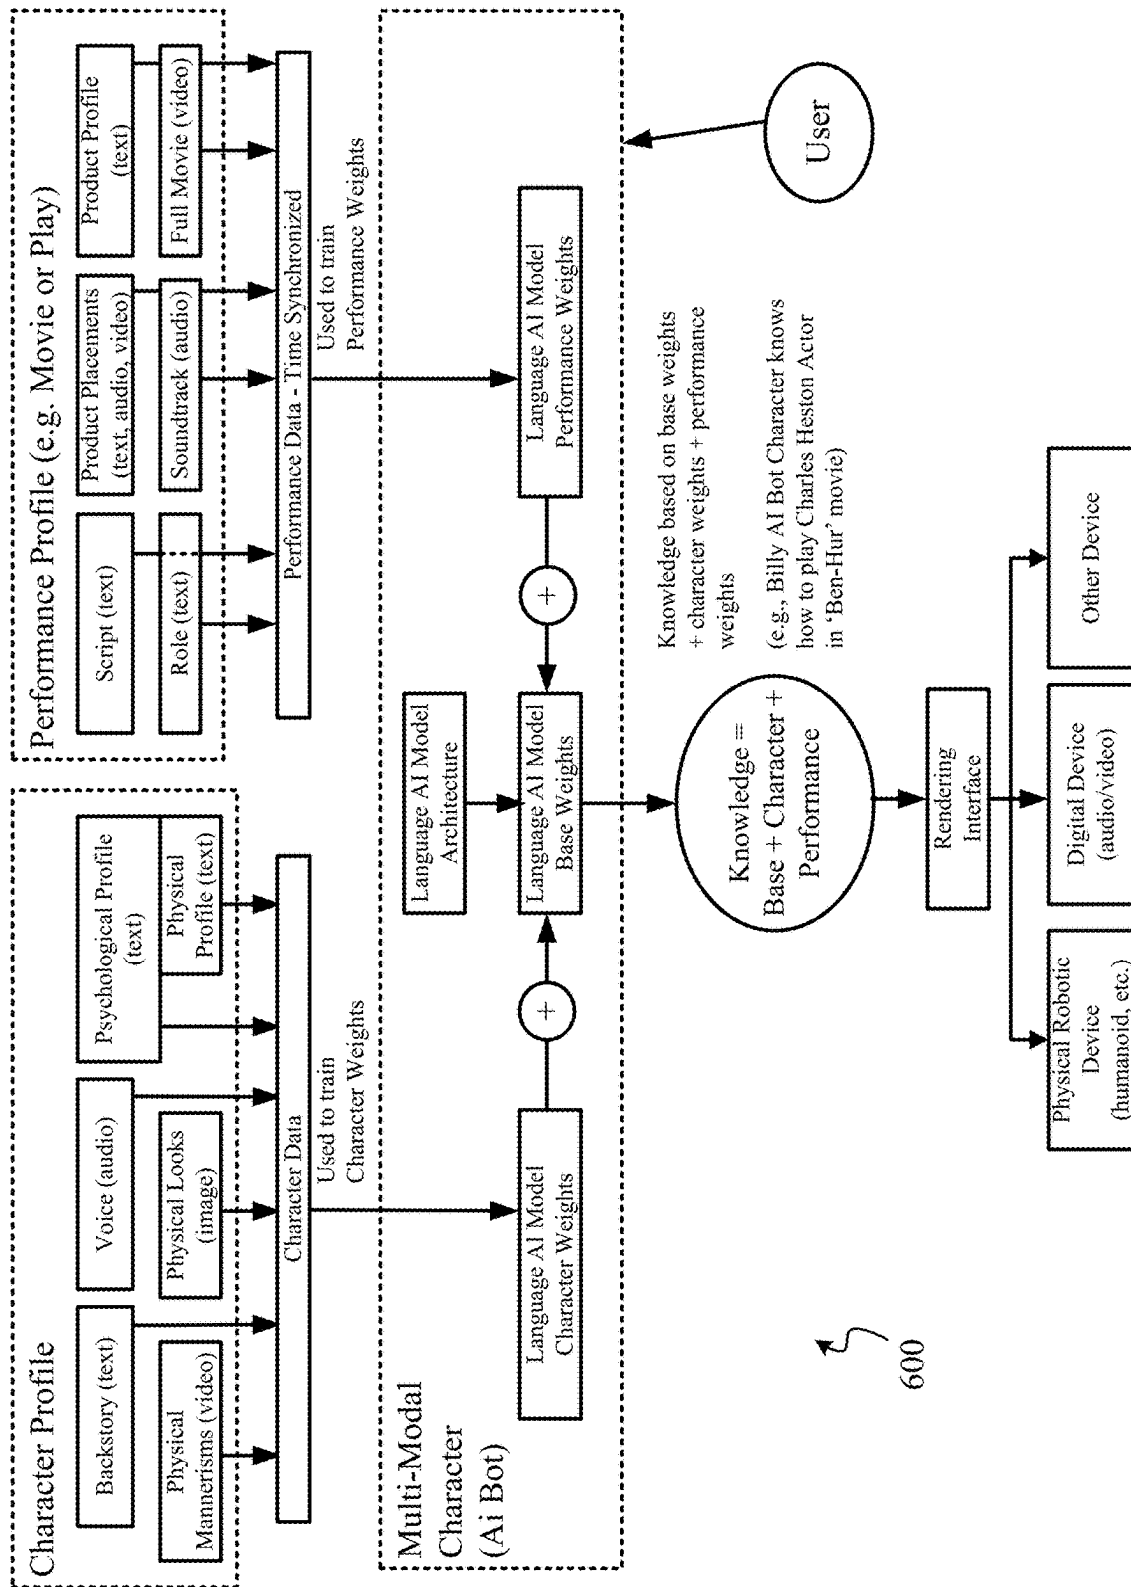 Character Profile
Backstory (text)
Voice (audio)
Psychological Profile
(text)
Physical
Mannerisms (video)
Physical Looks
(image)
Physical
Profile (text)
Character Data
Used to train
Character Weights
Performance Profile (e.g. Movie or Play)
Script (text)
Product Placements
(text, audio, video)
Product Profile
(text)
Role (text)
Soundtrack (audio)
Full Movie (video)
Performance Data - Time Synchronized
Used to train
Performance Weights
Multi-Modal
Character
(Ai Bot)
Language AI Model
Architecture
Language AI Model
Character Weights
+
Language AI Model
Base Weights
+
Language AI Model
Performance Weights
User
Knowledge =
Base + Character +
Performance
Knowledge based on base weights
+ character weights + performance
weights
(e.g., Billy AI Bot Character knows
how to play Charles Heston Actor
in ‘Ben-Hur’ movie)
Rendering
Interface
Physical Robotic
Device
(humanoid, etc.)
Digital Device
(audio/video)
Other Device
600